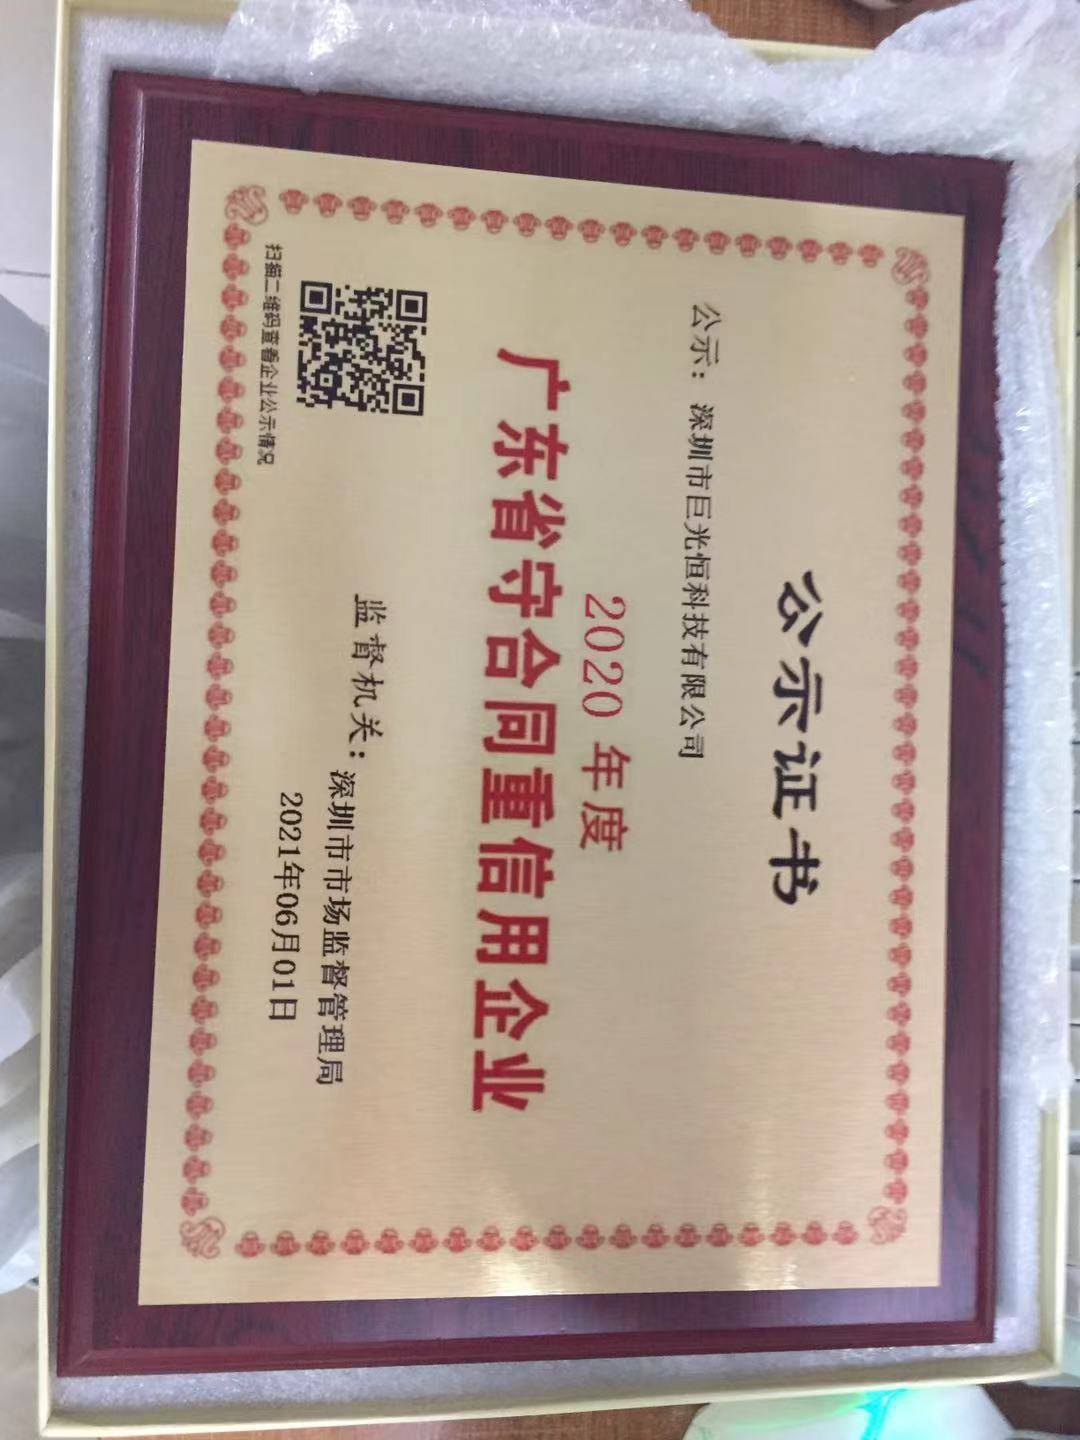 公示证书
公示：深圳市巨光恒科技有限公司
2020 年度
广东省守合同重信用企业
监督机关：深圳市市场监督管理局
2021年06月01日
扫描二维码查看企业公示情况